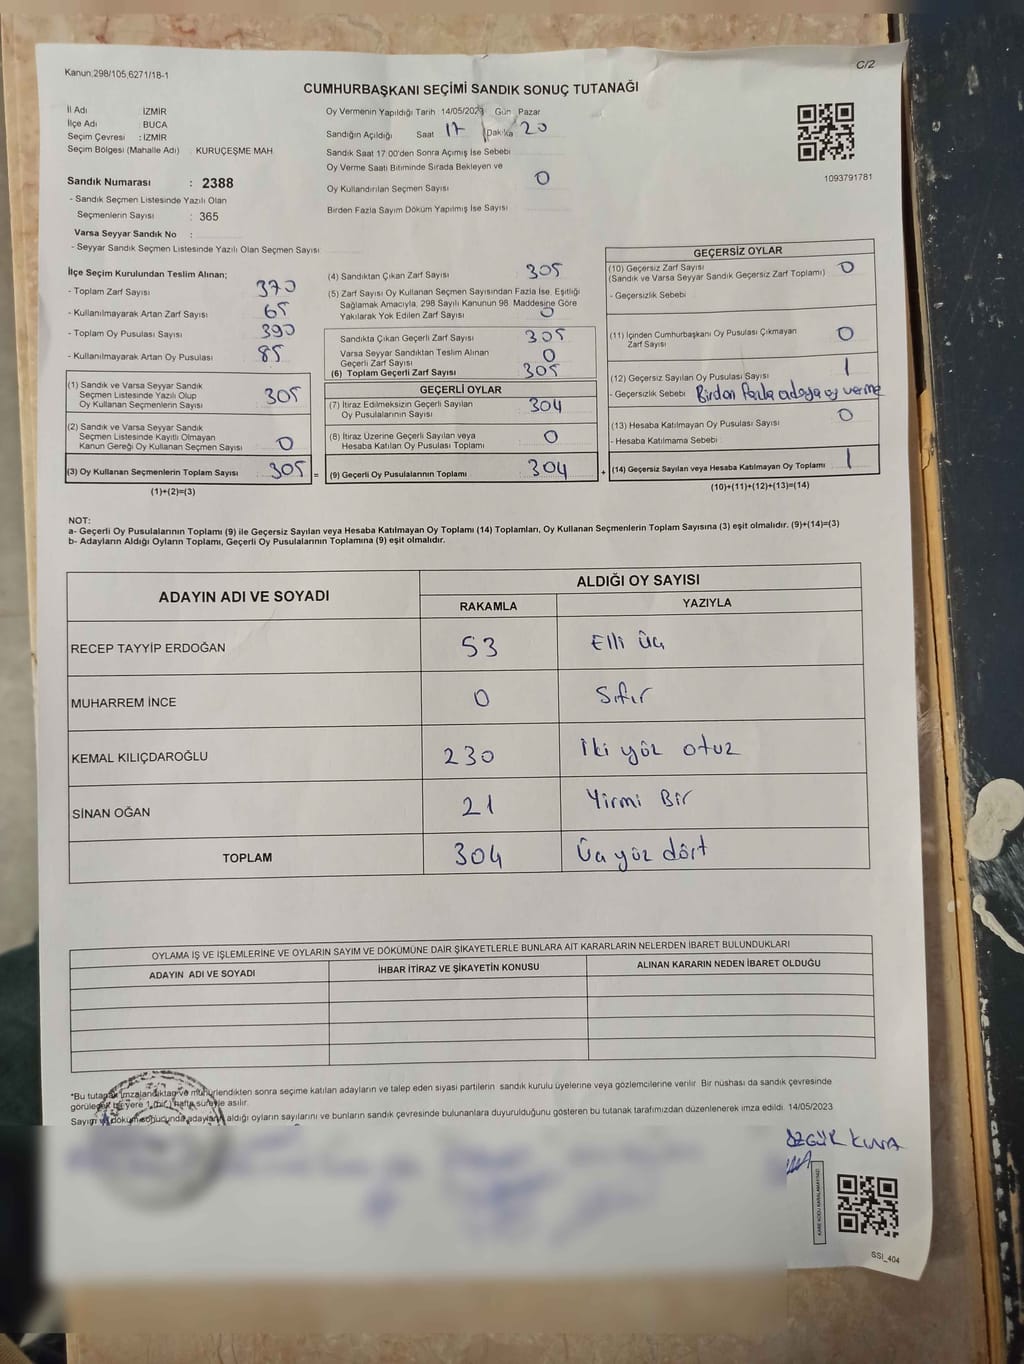 Kanun;298/105,6271/18-1
C/2
CUMHURBAŞKANI SEÇİMİ SANDIK SONUÇ TUTANAĞI
İl Adı İZMİR
İlçe Adı BUCA
Seçim Çevresi : İZMİR
Seçim Bölgesi (Mahalle Adı) KURUÇEŞME MAH.
Sandık Numarası : 2388
- Sandık Seçmen Listesinde Yazılı Olan
Seçmenlerin Sayısı : 365
Varsa Seyyar Sandık No :
- Seyyar Sandık Seçmen Listesinde Yazılı Olan Seçmen Sayısı
Oy Vermenin Yapıldığı Tarih 14/05/2023 Gün Pazar
Sandığın Açıldığı Saat 17 Dakika 20
Sandık Saat 17:00'den Sonra Açımış İse Sebebi
Oy Verme Saati Bitiminde Sırada Bekleyen ve
Oy Kullandırılan Seçmen Sayısı 0
Birden Fazla Sayım Döküm Yapılmış İse Sayısı
1093791781
İlçe Seçim Kurulundan Teslim Alınan;
- Toplam Zarf Sayısı 370
- Kullanılmayarak Artan Zarf Sayısı 65
- Toplam Oy Pusulası Sayısı 390
- Kullanılmayarak Artan Oy Pusulası 85
(1) Sandık ve Varsa Seyyar Sandık
Seçmen Listesinde Yazılı Olup
Oy Kullanan Seçmenlerin Sayısı 305
(2) Sandık ve Varsa Seyyar Sandık
Seçmen Listesinde Kayıtlı Olmayan
Kanun Gereği Oy Kullanan Seçmen Sayısı 0
(3) Oy Kullanan Seçmenlerin Toplam Sayısı 305 =
(1)+(2)=(3)
(4) Sandıktan Çıkan Zarf Sayısı 305
(5) Zarf Sayısı Oy Kullanan Seçmen Sayısından Fazla İse, Eşitliği
Sağlamak Amacıyla, 298 Sayılı Kanunun 98. Maddesine Göre
Yakılarak Yok Edilen Zarf Sayısı 0
Sandıkta Çıkan Geçerli Zarf Sayısı 305
Varsa Seyyar Sandıktan Teslim Alınan
Geçerli Zarf Sayısı 0
(6) Toplam Geçerli Zarf Sayısı 305
GEÇERLİ OYLAR
(7) İtiraz Edilmeksizin Geçerli Sayılan
Oy Pusulalarının Sayısı 304
(8) İtiraz Üzerine Geçerli Sayılan veya
Hesaba Katılan Oy Pusulası Toplamı 0
(9) Geçerli Oy Pusulalarının Toplamı 304 +
GEÇERSİZ OYLAR
(10) Geçersiz Zarf Sayısı 0
(Sandık ve Varsa Seyyar Sandık Geçersiz Zarf Toplamı)
- Geçersizlik Sebebi
(11) İçinden Cumhurbaşkanı Oy Pusulası Çıkmayan
Zarf Sayısı 0
(12) Geçersiz Sayılan Oy Pusulası Sayısı 1
- Geçersizlik Sebebi Birden fazla adaya oy verme
(13) Hesaba Katılmayan Oy Pusulası Sayısı 0
- Hesaba Katılmama Sebebi
(14) Geçersiz Sayılan veya Hesaba Katılmayan Oy Toplamı 1
(10)+(11)+(12)+(13)=(14)
NOT:
a- Geçerli Oy Pusulalarının Toplamı (9) ile Geçersiz Sayılan veya Hesaba Katılmayan Oy Toplamı (14) Toplamları, Oy Kullanan Seçmenlerin Toplam Sayısına (3) eşit olmalıdır. (9)+(14)=(3)
b- Adayların Aldığı Oyların Toplamı, Geçerli Oy Pusulalarının Toplamına (9) eşit olmalıdır.
ADAYIN ADI VE SOYADI ALDIĞI OY SAYISI
RAKAMLA YAZIYLA
RECEP TAYYİP ERDOĞAN 53 Elli Üç
MUHARREM İNCE 0 Sıfır
KEMAL KILIÇDAROĞLU 230 İki yüz otuz
SİNAN OĞAN 21 Yirmi Bir
TOPLAM 304 Üç yüz dört
OYLAMA İŞ VE İŞLEMLERİNE VE OYLARIN SAYIM VE DÖKÜMÜNE DAİR ŞİKAYETLERLE BUNLARA AİT KARARLARIN NELERDEN İBARET BULUNDUKLARI
ADAYIN ADI VE SOYADI İHBAR İTİRAZ VE ŞİKAYETİN KONUSU ALINAN KARARIN NEDEN İBARET OLDUĞU
*Bu tutanak imzalandıktan ve mühürlendikten sonra seçime katılan adayların ve talep eden siyasi partilerin sandık kurulu üyelerine veya gözlemcilerine verilir. Bir nüshası da sandık çevresinde
görülecek bir yere 1 (bir) hafta süreyle asılır.
Sayım ve döküm sonucunda adayların aldığı oyların sayılarını ve bunların sandık çevresinde bulunanlara duyurulduğunu gösteren bu tutanak tarafımızdan düzenlenerek imza edildi. 14/05/2023
ÖZGÜR KUVA
SSI_404